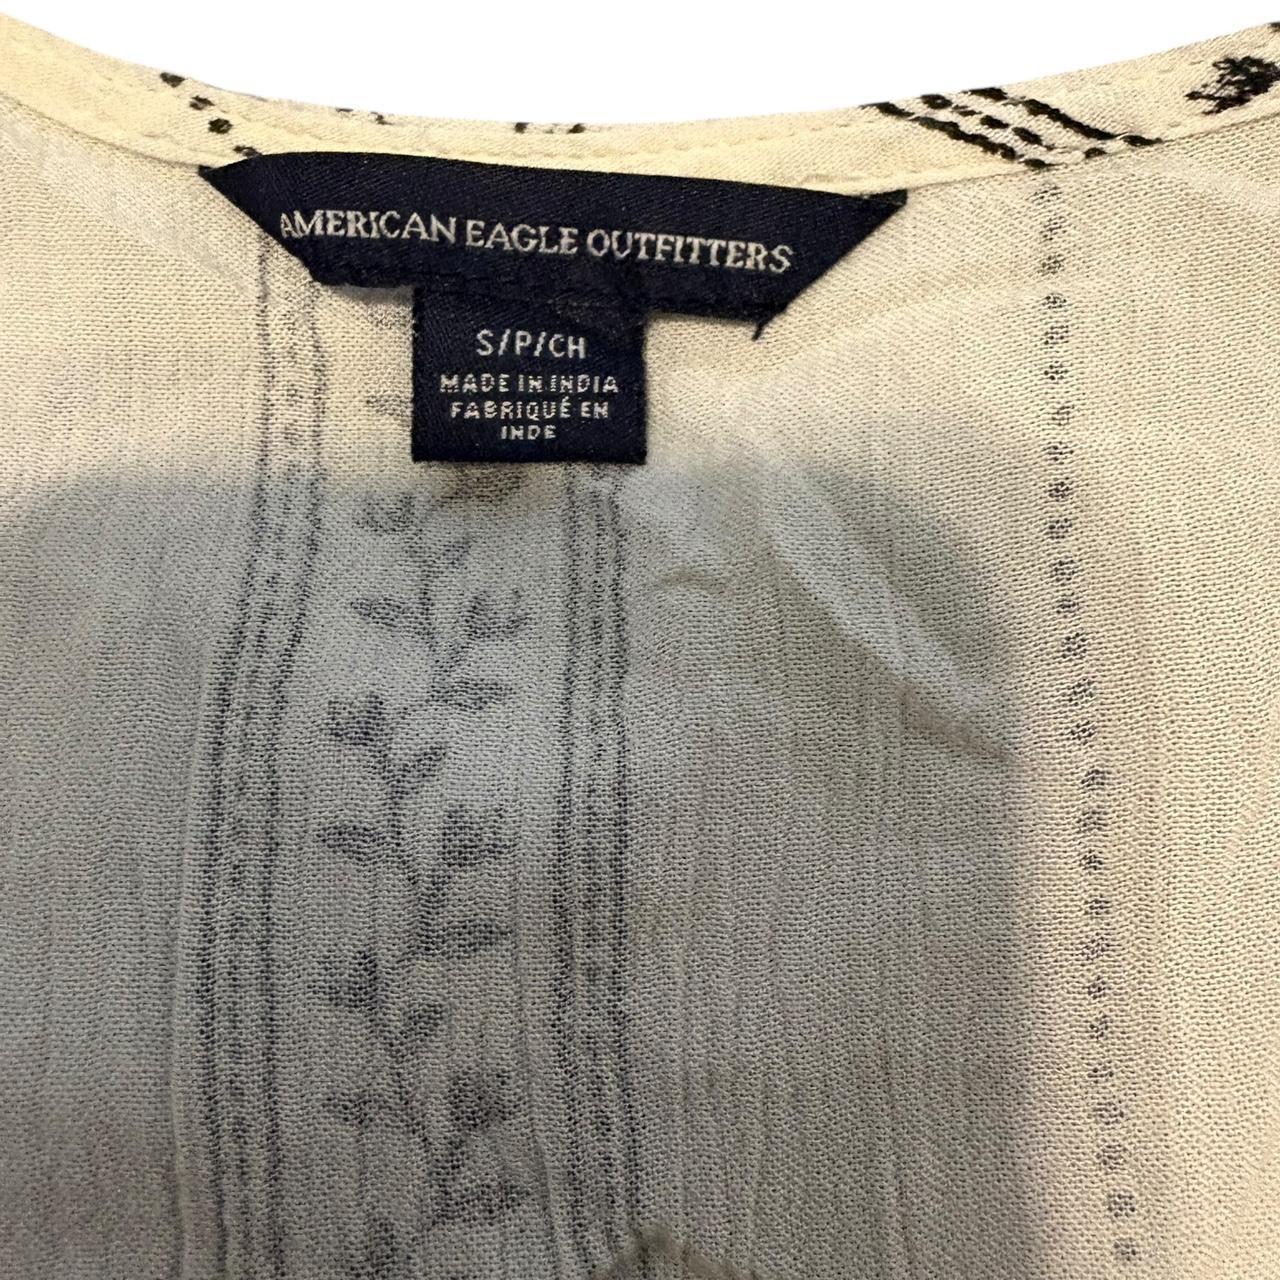 AMERICAN EAGLE OUTFITTERS
S/P/CH
MADE IN INDIA
FABRIQUÉ EN
INDE